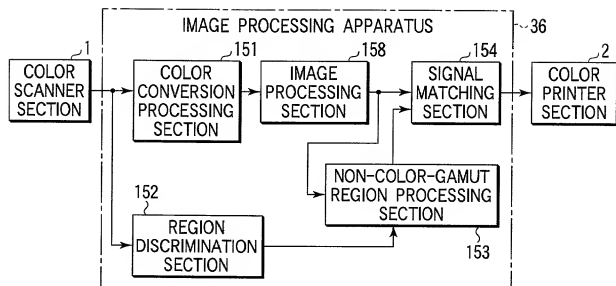 IMAGE PROCESSING APPARATUS
36
1
COLOR
SCANNER
SECTION
151
COLOR
CONVERSION
PROCESSING
SECTION
158
IMAGE
PROCESSING
SECTION
154
SIGNAL
MATCHING
SECTION
2
COLOR
PRINTER
SECTION
152
REGION
DISCRIMINATION
SECTION
NON-COLOR-GAMUT
REGION PROCESSING
SECTION
153